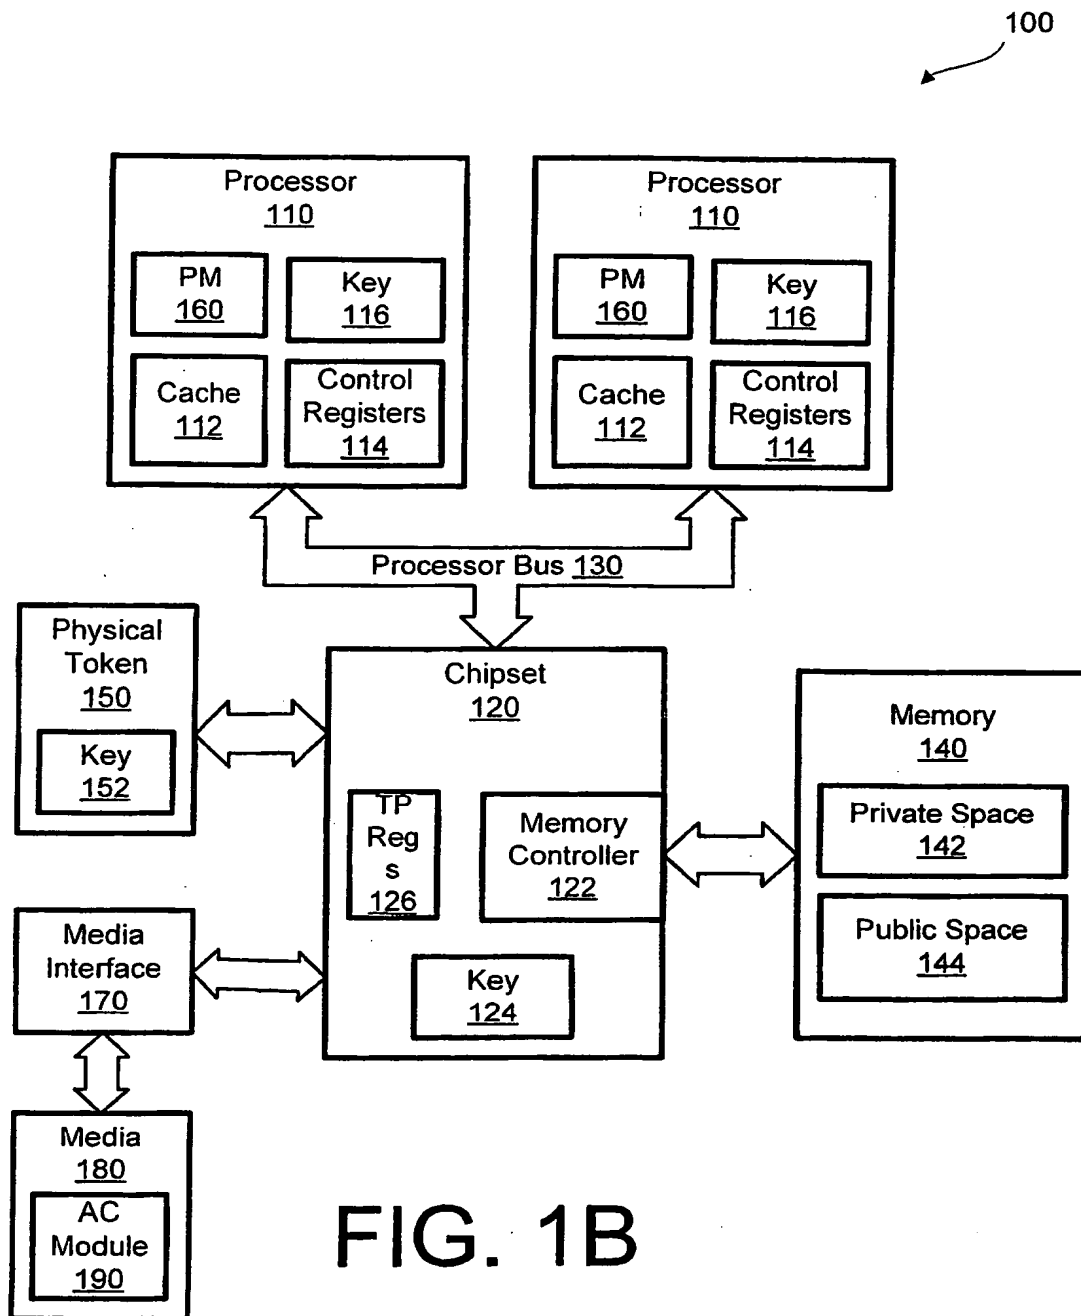 100
Processor
110
PM
160
Key
116
Cache
112
Control
Registers
114
Processor
110
PM
160
Key
116
Cache
112
Control
Registers
114
Processor Bus 130
Physical
Token
150
Key
152
Chipset
120
TP
Reg
s
126
Memory
Controller
122
Key
124
Memory
140
Private Space
142
Public Space
144
Media
Interface
170
Media
180
AC
Module
190
FIG. 1B